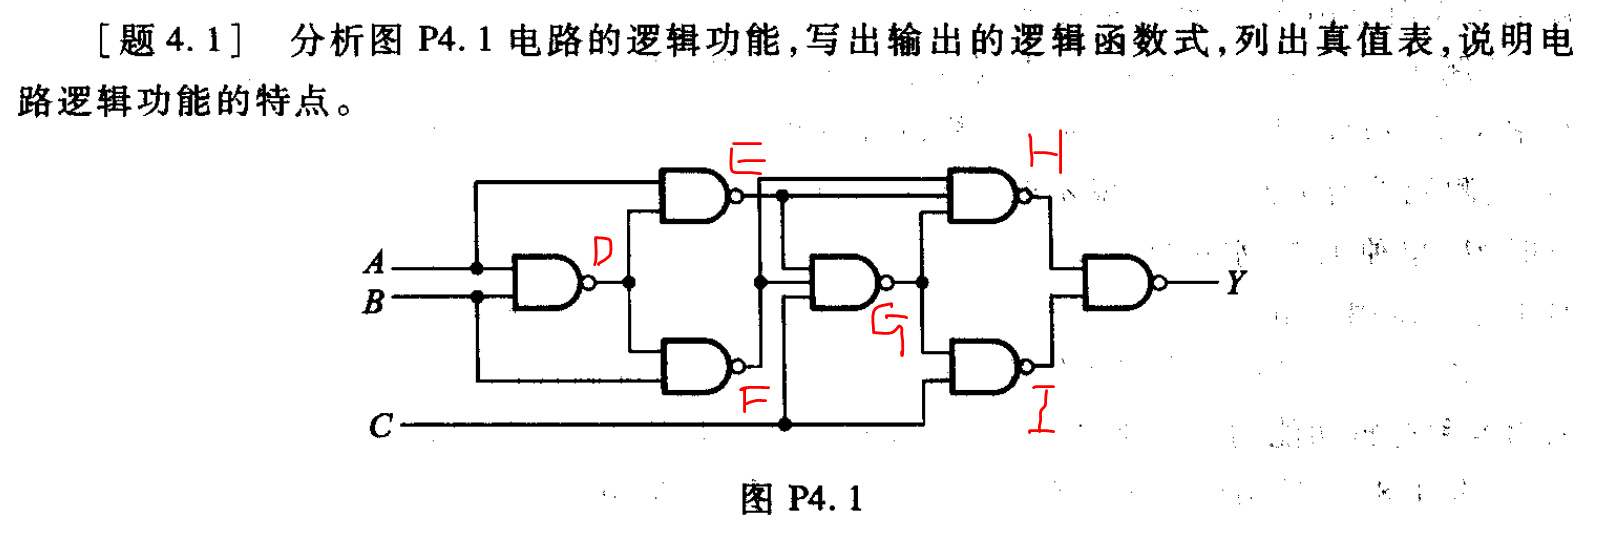 [题 4.1] 分析图 P4.1 电路的逻辑功能,写出输出的逻辑函数式,列出真值表,说明电
路逻辑功能的特点。
E
H
A
D
B
G
Y
F
I
C
图 P4.1